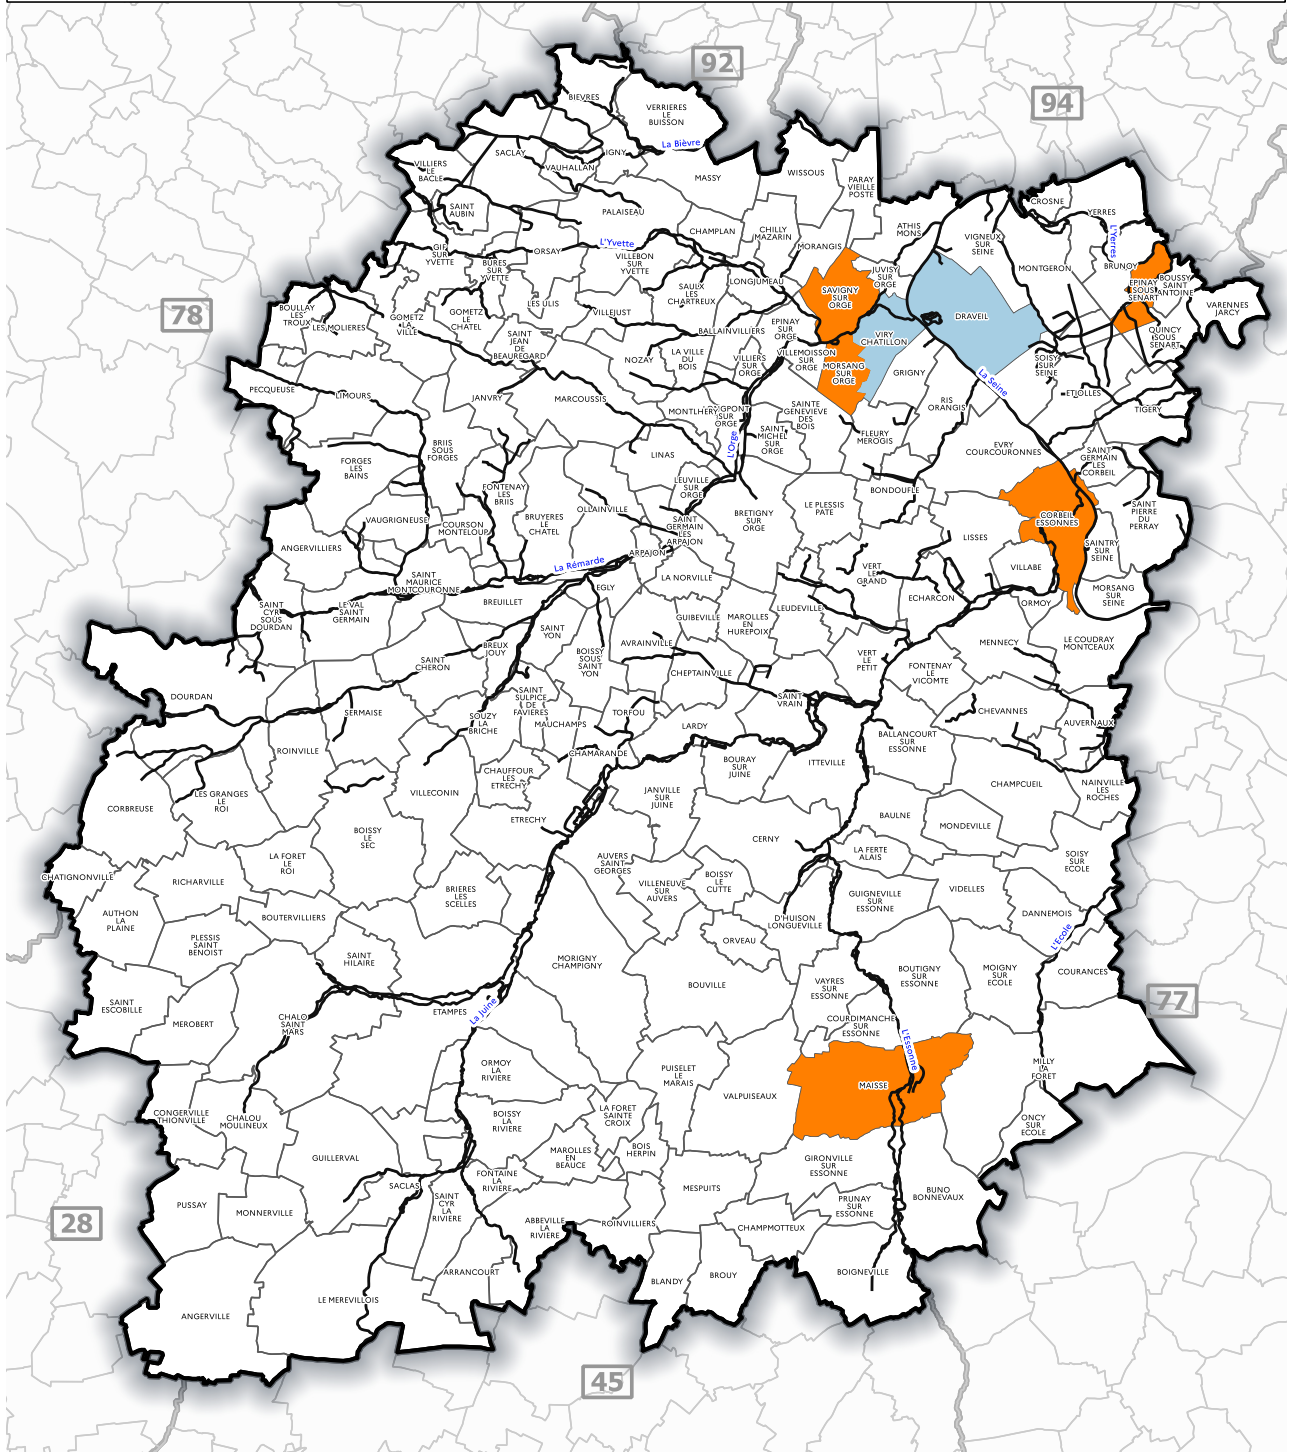 92
94
BIEVRES
VERRIERES
LE
BUISSON
La Bièvre
SACLAY
IGNY
VAUHALLAN
VILLIERS
LE
BACLE
MASSY
WISSOUS
PARAY
VIEILLE
POSTE
CROSNE
YERRES
SAINT
AUBIN
PALAISEAU
CHAMPLAN
CHILLY
MAZARIN
MORANGIS
ATHIS
MONS
VIGNEUX
SUR
SEINE
L'Yerres
L'Yvette
GIF
SUR
YVETTE
ORSAY
BURES
SUR
YVETTE
VILLEBON
SUR
YVETTE
LONGJUMEAU
JUVISY
SUR
ORGE
MONTGERON
BRUNOY
BOUSSY
SAINT
ANTOINE
EPINAY
SOUS
SENART
VARENNES
JARCY
SAULX
LES
CHARTREUX
SAVIGNY
SUR
ORGE
78
BOULLAY
LES
TROUX
LES MOLIERES
GOMETZ
LA
VILLE
GOMETZ
LE
CHATEL
LES ULIS
VILLEJUST
BALLAINVILLIERS
EPINAY
SUR
ORGE
VIRY
CHATILLON
DRAVEIL
QUINCY
SOUS
SENART
SAINT
JEAN
DE
BEAUREGARD
NOZAY
LA VILLE
DU
BOIS
VILLIERS
SUR
ORGE
VILLEMOISSON
SUR
ORGE
MORSANG
SUR
ORGE
GRIGNY
SOISY
SUR
SEINE
La Seine
ETIOLLES
TIGERY
PECQUEUSE
LIMOURS
JANVRY
MARCOUSSIS
MONTLHERY
SUR
ORGE
SAINTE
GENEVIEVE
DES
BOIS
RIS
ORANGIS
FLEURY
MEROGIS
SAINT
MICHEL
SUR
ORGE
L'Orge
BRIIS
SOUS
FORGES
LINAS
EVRY
COURCOURONNES
SAINT
GERMAIN
LES
CORBEIL
FORGES
LES
BAINS
FONTENAY
LES
BRIIS
LEUVILLE
SUR
ORGE
BONDOUFLE
OLLAINVILLE
LE PLESSIS
PATE
BRETIGNY
SUR
ORGE
CORBEIL
ESSONNES
SAINT
PIERRE
DU
PERRAY
VAUGRIGNEUSE
COURSON
MONTELOUP
BRUYERES
LE
CHATEL
SAINT
GERMAIN
LES
ARPAJON
LISSES
SAINTRY
SUR
SEINE
ANGERVILLIERS
ARPAJON
La Rémarde
LA NORVILLE
VERT
LE
GRAND
VILLABE
SAINT
MAURICE
MONTCOURONNE
EGLY
ECHARCON
ORMOY
MORSANG
SUR
SEINE
SAINT
CYR
SOUS
DOURDAN
LE VAL
SAINT
GERMAIN
BREUILLET
GUIBEVILLE
MAROLLES
EN
HUREPOIX
LEUDEVILLE
SAINT
YON
AVRAINVILLE
MENNECY
LE COUDRAY
MONTCEAUX
BREUX
JOUY
SAINT
CHERON
BOISSY
SOUS
SAINT
YON
CHEPTAINVILLE
VERT
LE
PETIT
FONTENAY
LE
VICOMTE
DOURDAN
SERMAISE
SAINT
SULPICE
DE
FAVIERES
SOUZY
LA
BRICHE
MAUCHAMPS
TORFOU
LARDY
SAINT
VRAIN
CHEVANNES
AUVERNAUX
BALLANCOURT
SUR
ESSONNE
ROINVILLE
CHAMARANDE
BOURAY
SUR
JUINE
ITTEVILLE
CHAUFFOUR
LES
ETRECHY
CHAMPCUEIL
NAINVILLE
LES
ROCHES
LES GRANGES
LE
ROI
VILLECONIN
JANVILLE
SUR
JUINE
CORBREUSE
ETRECHY
BAULNE
MONDEVILLE
BOISSY
LE
SEC
CERNY
LA FERTE
ALAIS
SOISY
SUR
ECOLE
LA FORET
LE
ROI
AUVERS
SAINT
GEORGES
CHATIGNONVILLE
RICHARVILLE
BRIERES
LES
SCELLES
VILLENEUVE
SUR
AUVERS
BOISSY
LE
CUTTE
GUIGNEVILLE
SUR
ESSONNE
VIDELLES
DANNEMOIS
AUTHON
LA
PLAINE
BOUTERVILLIERS
D'HUISON
LONGUEVILLE
L'Ecole
PLESSIS
SAINT
BENOIST
ORVEAU
SAINT
HILAIRE
MORIGNY
CHAMPIGNY
BOUTIGNY
SUR
ESSONNE
MOIGNY
SUR
ECOLE
COURANCES
BOUVILLE
VAYRES
SUR
ESSONNE
SAINT
ESCOBILLE
77
ETAMPES
La Juine
MEROBERT
CHALO
SAINT
MARS
COURDIMANCHE
SUR
ESSONNE
L'Essonne
ORMOY
LA
RIVIERE
PUISELET
LE
MARAIS
MILLY
LA
FORET
VALPUISEAUX
MAISSE
CONGERVILLE
THIONVILLE
CHALOU
MOULINEUX
BOISSY
LA
RIVIERE
LA FORET
SAINTE
CROIX
ONCY
SUR
ECOLE
GUILLERVAL
MAROLLES
EN
BEAUCE
BOIS
HERPIN
GIRONVILLE
SUR
ESSONNE
28
PUSSAY
MONNERVILLE
SACLAS
FONTAINE
LA
RIVIERE
MESPUITS
BUNO
BONNEVAUX
SAINT
CYR
LA
RIVIERE
PRUNAY
SUR
ESSONNE
ABBEVILLE
LA
RIVIERE
ROINVILLIERS
CHAMPMOTTEUX
ARRANCOURT
BLANDY
BROUY
BOIGNEVILLE
LE MEREVILLOIS
ANGERVILLE
45